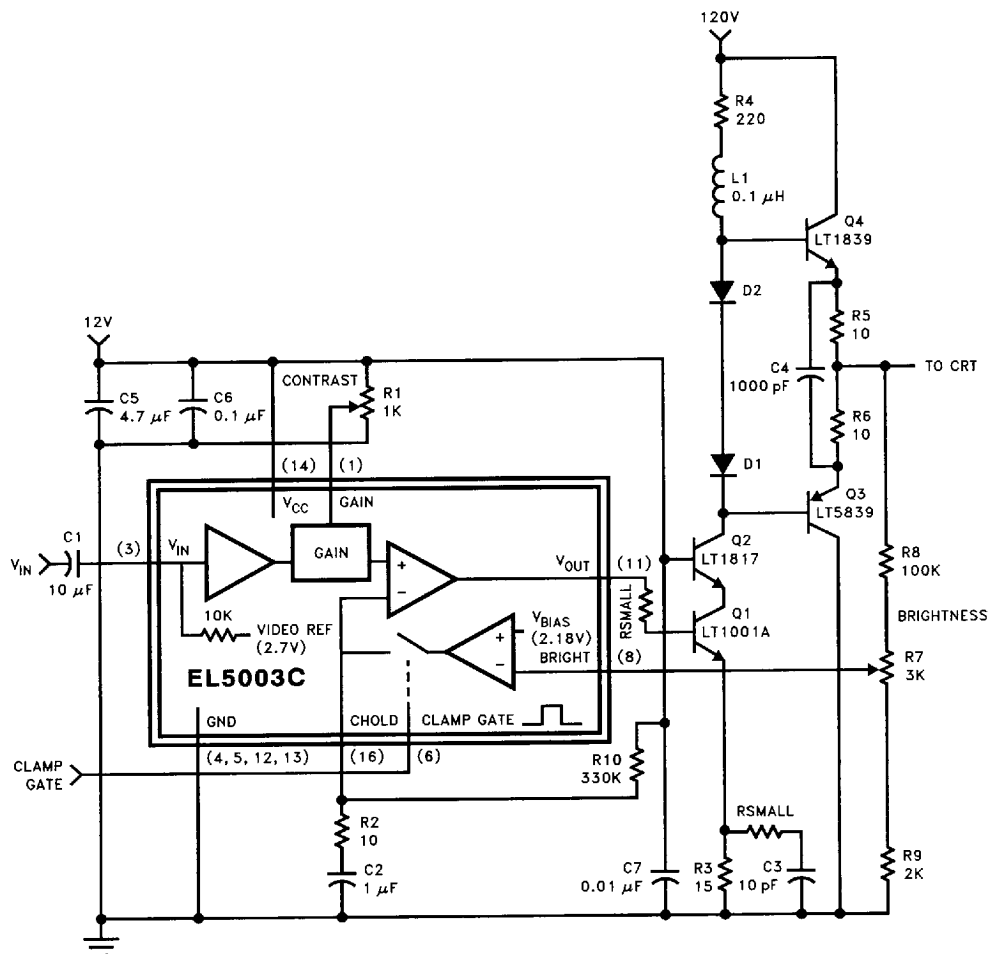 120V
R4
220
L1
0.1 μH
Q4
LT1839
D2
12V
R5
10
C5
4.7 μF
C6
0.1 μF
CONTRAST
R1
1K
C4
1000 pF
TO CRT
R6
10
D1
(14)
(1)
VCC
GAIN
Q3
LT5839
C1
10 μF
VIN
(3)
VIN
GAIN
+
−
VOUT
(11)
Q2
LT1817
R8
100K
RSMALL
10K
VIDEO REF
(2.7V)
VBIAS
(2.18V)
+
−
BRIGHT
(8)
Q1
LT1001A
BRIGHTNESS
R7
3K
EL5003C
GND
CHOLD
CLAMP GATE
(4, 5, 12, 13)
(16)
(6)
CLAMP
GATE
R10
330K
R2
10
RSMALL
C2
1 μF
C7
0.01 μF
R3
15
C3
10 pF
R9
2K